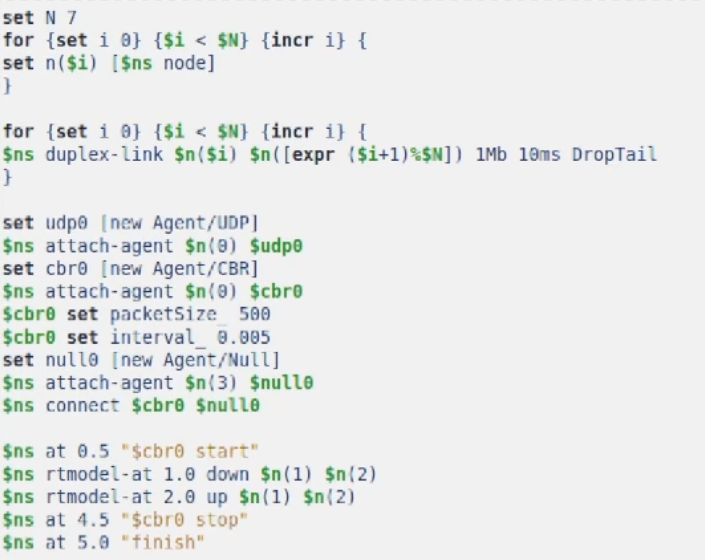 set N 7
for {set i 0} {$i < $N} {incr i} {
set n($i) [$ns node]
}
for {set i 0} {$i < $N} {incr i} {
$ns duplex-link $n($i) $n([expr ($i+1)%$N]) 1Mb 10ms DropTail
}
set udp0 [new Agent/UDP]
$ns attach-agent $n(0) $udp0
set cbr0 [new Agent/CBR]
$ns attach-agent $n(0) $cbr0
$cbr0 set packetSize_ 500
$cbr0 set interval_ 0.005
set null0 [new Agent/Null]
$ns attach-agent $n(3) $null0
$ns connect $cbr0 $null0
$ns at 0.5 "$cbr0 start"
$ns rtmodel-at 1.0 down $n(1) $n(2)
$ns rtmodel-at 2.0 up $n(1) $n(2)
$ns at 4.5 "$cbr0 stop"
$ns at 5.0 "finish"